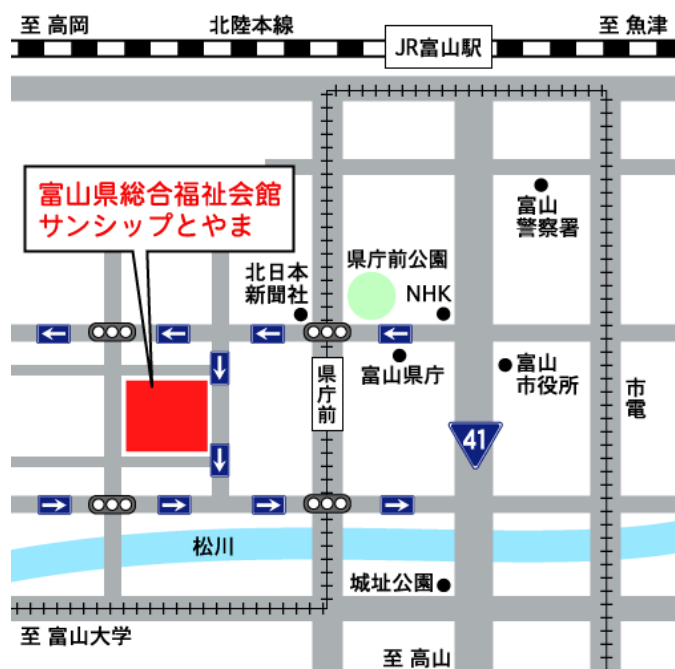 至 高岡
北陸本線
至 魚津
JR富山駅
富山県総合福祉会館
サンシップとやま
富山
警察署
県庁前公園
北日本
新聞社
NHK
富山県庁
富山
市役所
県庁前
市電
41
松川
城址公園
至 富山大学
至 高山